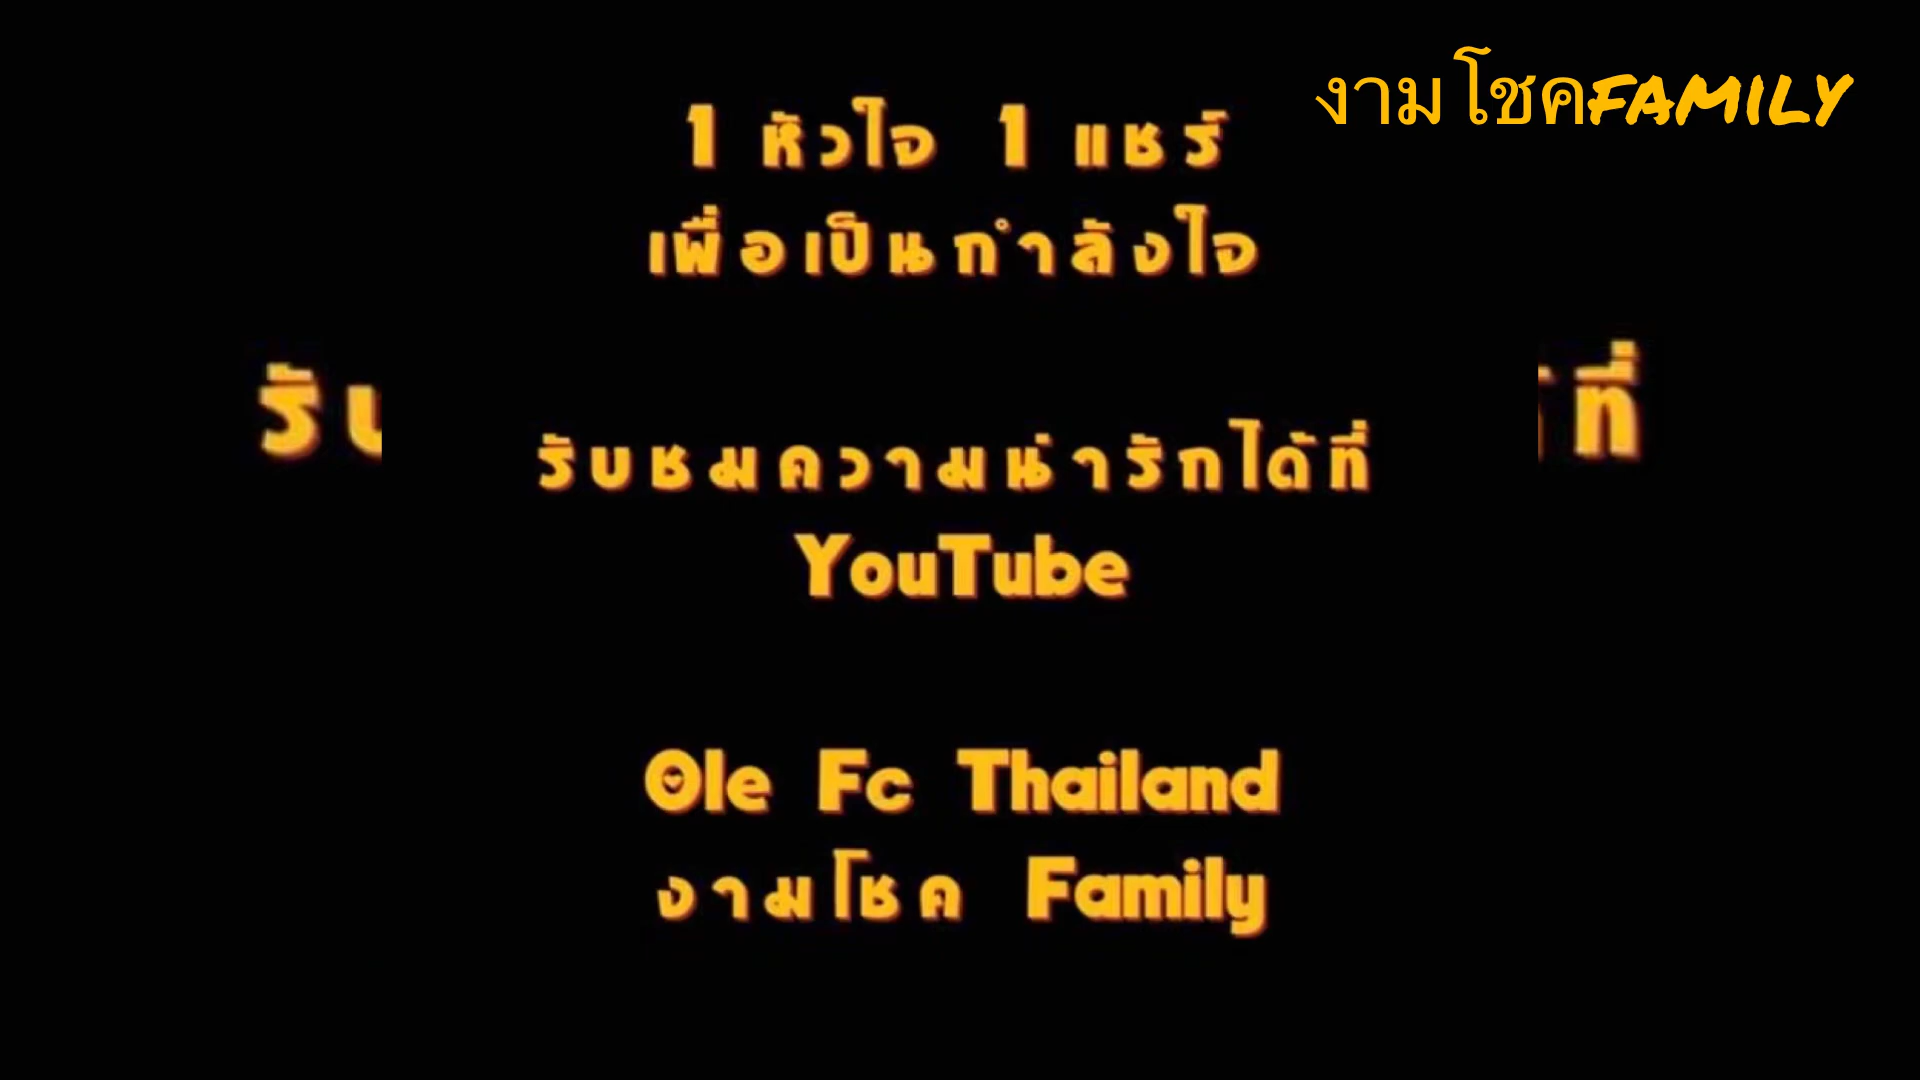 งามโชคFAMILY
1 หัวใจ 1 แชร์
เพื่อเป็นกำลังใจ
รับชมความน่ารักได้ที่
YouTube
Ole Fc Thailand
งามโชค Family